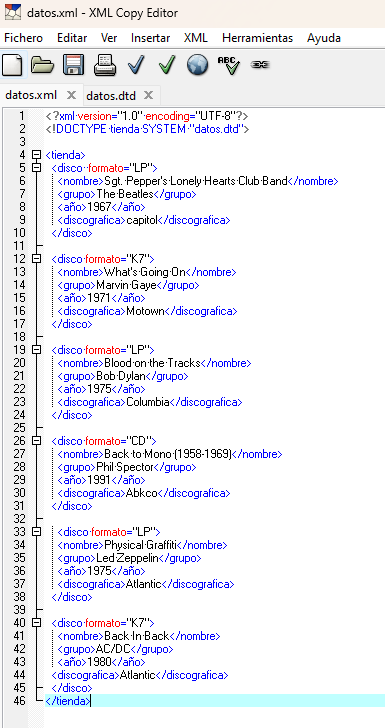 datos.xml - XML Copy Editor
Fichero Editar Ver Insertar XML Herramientas Ayuda
ABC
datos.xml datos.dtd
1 <?xml version="1.0" encoding="UTF-8"?>
2 <!DOCTYPE tienda SYSTEM "datos.dtd">
3
4 <tienda>
5 <disco formato="LP">
6 <nombre>Sgt. Pepper's Lonely Hearts Club Band</nombre>
7 <grupo>The Beatles</grupo>
8 <año>1967</año>
9 <discografica>capitol</discografica>
10 </disco>
11
12 <disco formato="K7">
13 <nombre>What's Going On</nombre>
14 <grupo>Marvin Gaye</grupo>
15 <año>1971</año>
16 <discografica>Motown</discografica>
17 </disco>
18
19 <disco formato="LP">
20 <nombre>Blood on the Tracks</nombre>
21 <grupo>Bob Dylan</grupo>
22 <año>1975</año>
23 <discografica>Columbia</discografica>
24 </disco>
25
26 <disco formato="CD">
27 <nombre>Back to Mono (1958-1969)</nombre>
28 <grupo>Phil Spector</grupo>
29 <año>1991</año>
30 <discografica>Abkco</discografica>
31 </disco>
32
33 <disco formato="LP">
34 <nombre>Physical Graffiti</nombre>
35 <grupo>Led Zeppelin</grupo>
36 <año>1975</año>
37 <discografica>Atlantic</discografica>
38 </disco>
39
40 <disco formato="K7">
41 <nombre>Back In Back</nombre>
42 <grupo>AC/DC</grupo>
43 <año>1980</año>
44 <discografica>Atlantic</discografica>
45 </disco>
46 </tienda>